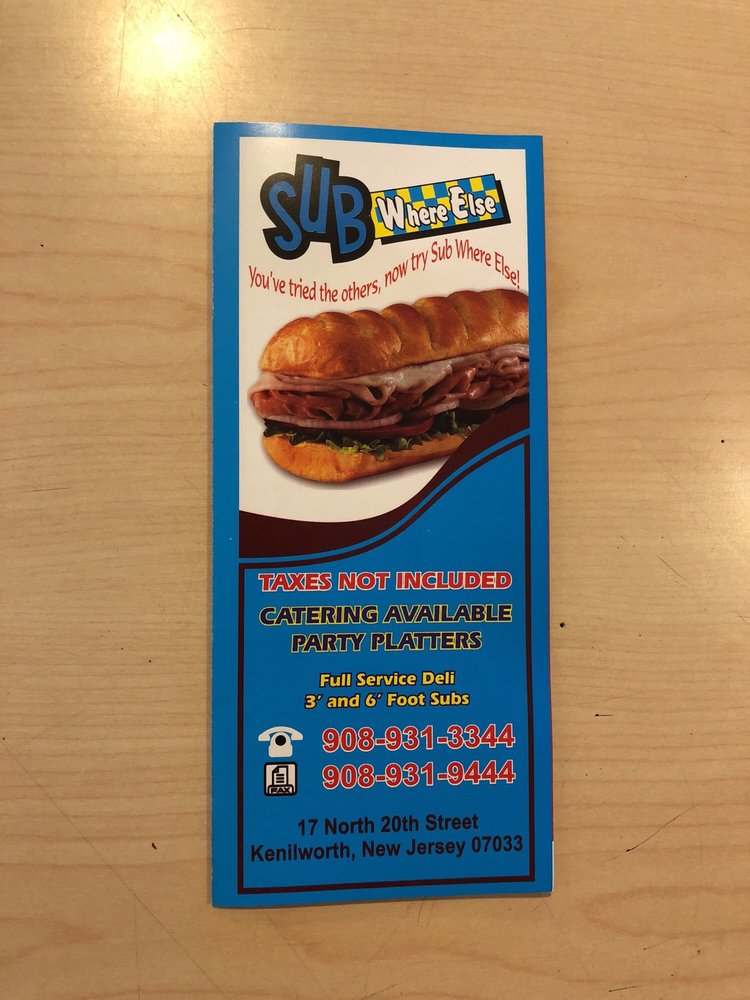 SUB Where Else
You've tried the others, now try Sub Where Else!
TAXES NOT INCLUDED
CATERING AVAILABLE
PARTY PLATTERS
Full Service Deli
3' and 6' Foot Subs
908-931-3344
FAX 908-931-9444
17 North 20th Street
Kenilworth, New Jersey 07033